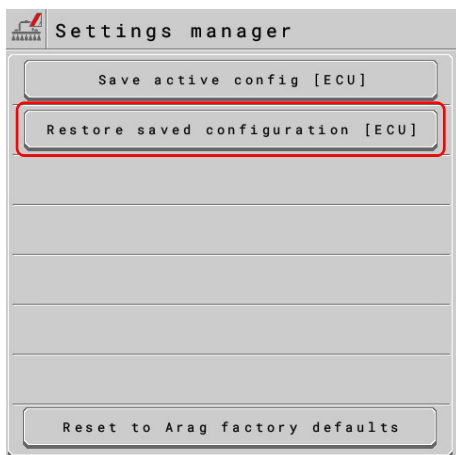 Settings manager
Save active config [ECU]
Restore saved configuration [ECU]
Reset to Arag factory defaults